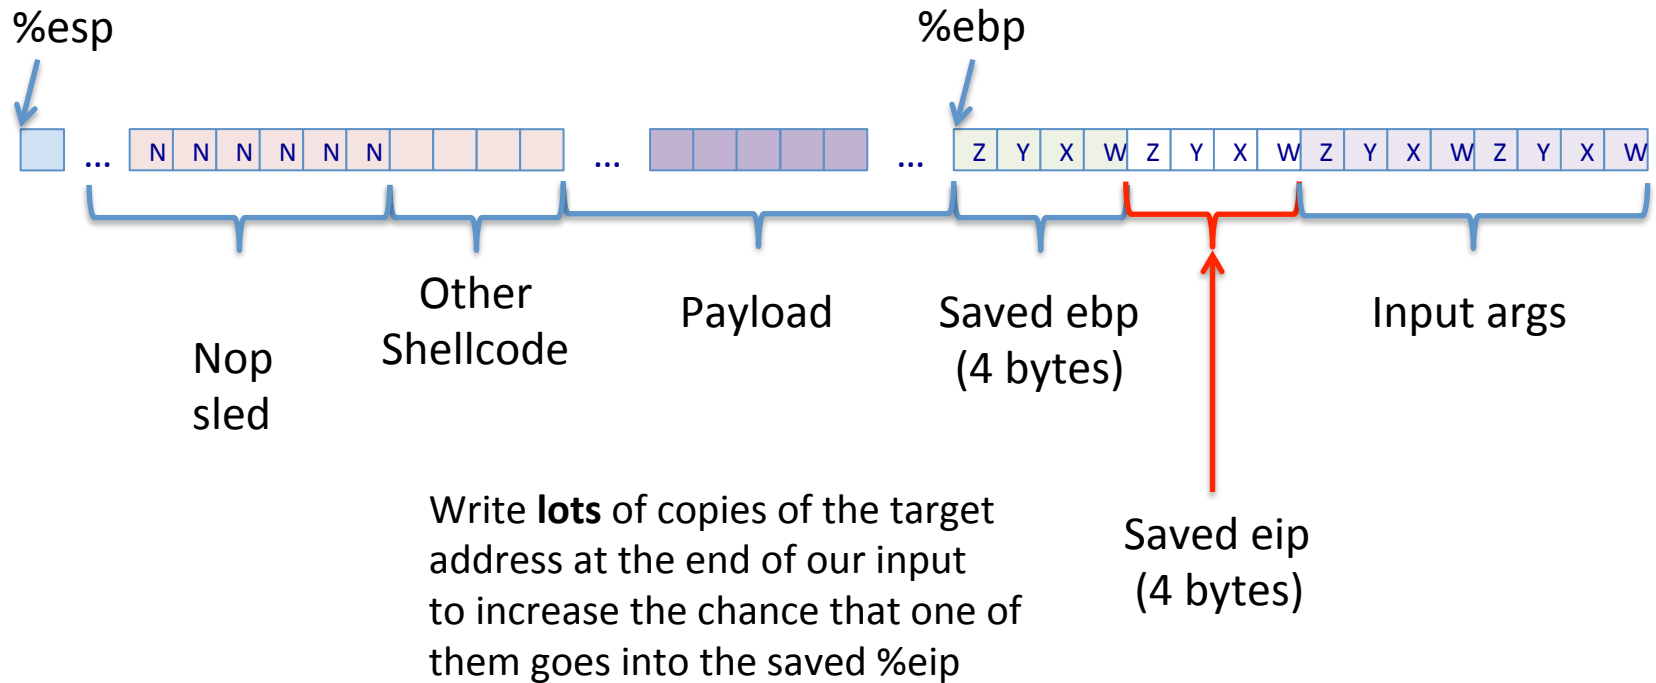 %esp %ebp
... N N N N N N ... ... Z Y X W Z Y X W Z Y X W Z Y X W
Nop
sled
Other
Shellcode
Payload
Saved ebp
(4 bytes)
Input args
Write lots of copies of the target
address at the end of our input
to increase the chance that one of
them goes into the saved %eip
Saved eip
(4 bytes)